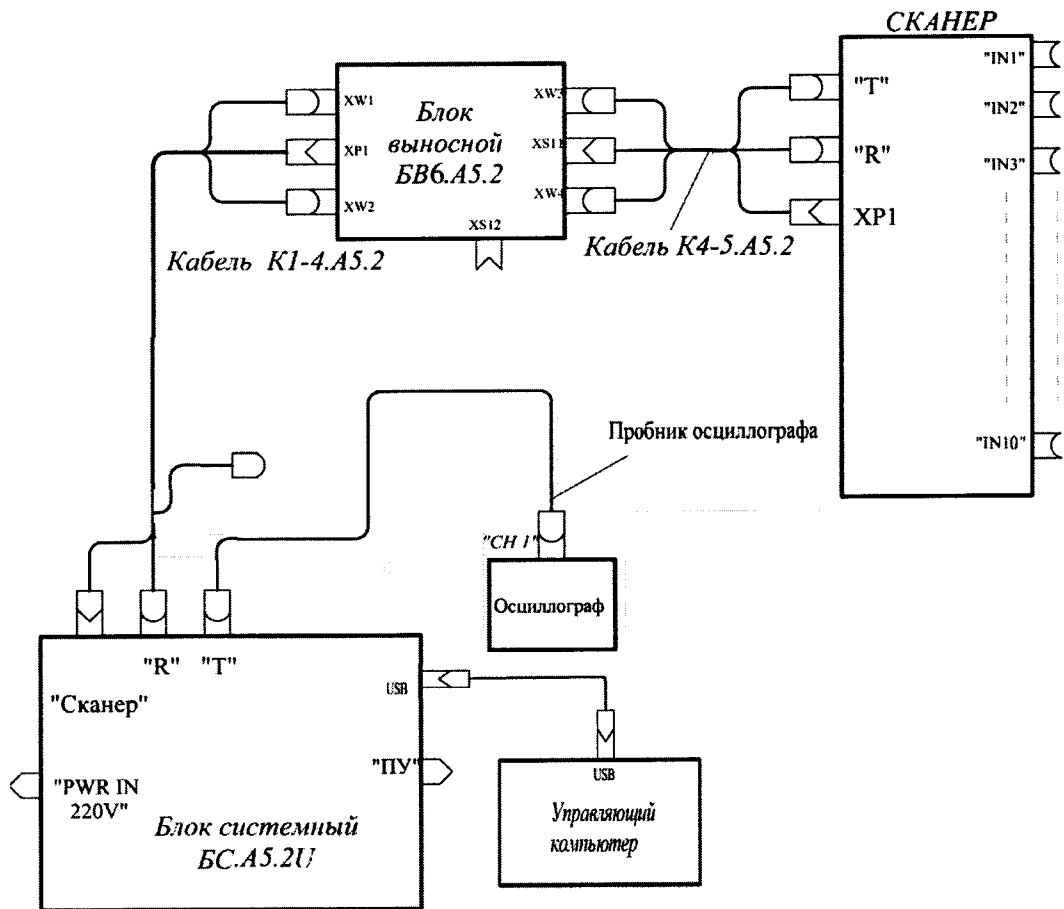 СКАНЕР
"IN1"
"IN2"
"IN3"
"IN10"
"T"
"R"
XP1
XW1
XP1
XW2
Блок
выносной
БВ6.А5.2
XW3
XS11
XW4
XS12
Кабель К1-4.А5.2
Кабель К4-5.А5.2
Пробник осциллографа
"CH 1"
Осциллограф
"R" "T"
"Сканер"
USB
"ПУ"
"PWR IN
220V"
Блок системный
БС.А5.2U
USB
Управляющий
компьютер